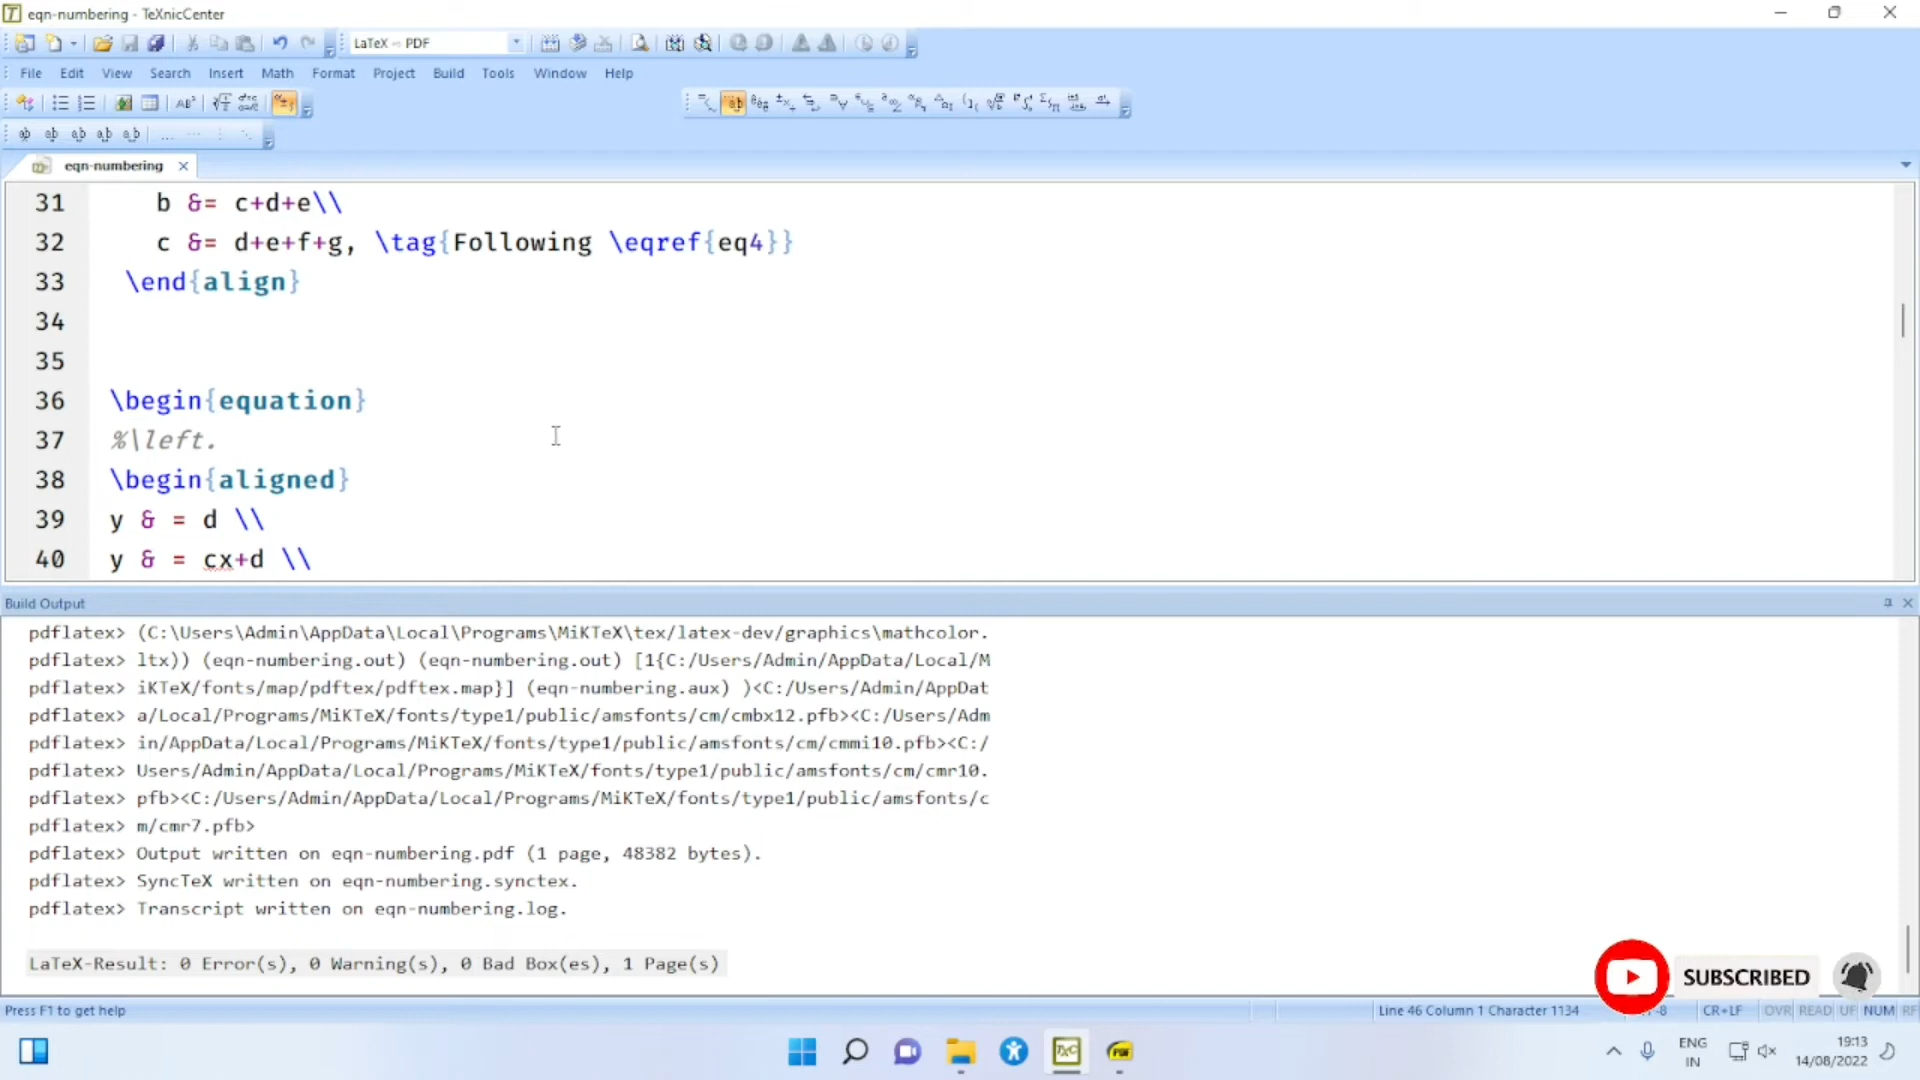 eqn-numbering - TeXnicCenter
LaTeX ⇨ PDF
File Edit View Search Insert Math Format Project Build Tools Window Help
eqn-numbering
31 b &= c+d+e\\
32 c &= d+e+f+g, \tag{Following \eqref{eq4}}
33 \end{align}
34
35
36 \begin{equation}
37 %\left.
38 \begin{aligned}
39 y & = d \\
40 y & = cx+d \\
Build Output
pdflatex> (C:\Users\Admin\AppData\Local\Programs\MiKTeX\tex/latex-dev/graphics\mathcolor.
pdflatex> ltx)) (eqn-numbering.out) (eqn-numbering.out) [1{C:/Users/Admin/AppData/Local/M
pdflatex> iKTeX/fonts/map/pdftex/pdftex.map}] (eqn-numbering.aux) )<C:/Users/Admin/AppDat
pdflatex> a/Local/Programs/MiKTeX/fonts/type1/public/amsfonts/cm/cmbx12.pfb><C:/Users/Adm
pdflatex> in/AppData/Local/Programs/MiKTeX/fonts/type1/public/amsfonts/cm/cmmi10.pfb><C:/
pdflatex> Users/Admin/AppData/Local/Programs/MiKTeX/fonts/type1/public/amsfonts/cm/cmr10.
pdflatex> pfb><C:/Users/Admin/AppData/Local/Programs/MiKTeX/fonts/type1/public/amsfonts/c
pdflatex> m/cmr7.pfb>
pdflatex> Output written on eqn-numbering.pdf (1 page, 48382 bytes).
pdflatex> SyncTeX written on eqn-numbering.synctex.
pdflatex> Transcript written on eqn-numbering.log.
LaTeX-Result: 0 Error(s), 0 Warning(s), 0 Bad Box(es), 1 Page(s)
SUBSCRIBED
Press F1 to get help
Line 46 Column 1 Character 1134
CR+LF OVR READ UF NUM RF
ENG
IN
19:13
14/08/2022